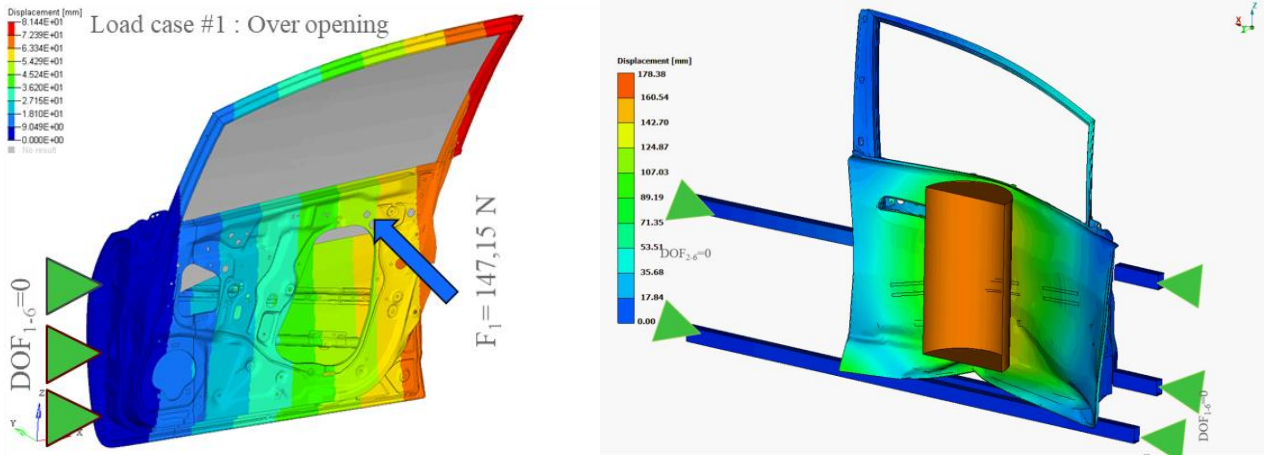 Displacement [mm]
8.144E+01
7.239E+01
6.334E+01
5.429E+01
4.524E+01
3.620E+01
2.715E+01
1.810E+01
9.049E+00
0.000E+00
No result
Load case #1 : Over opening
DOF1-6=0
F1= 147,15 N
Z
Y
X
Displacement [mm]
178.38
160.54
142.70
124.87
107.03
89.19
71.35
53.51
35.68
17.84
0.00
DOF2-6=0
DOF1-6=0
Z
X